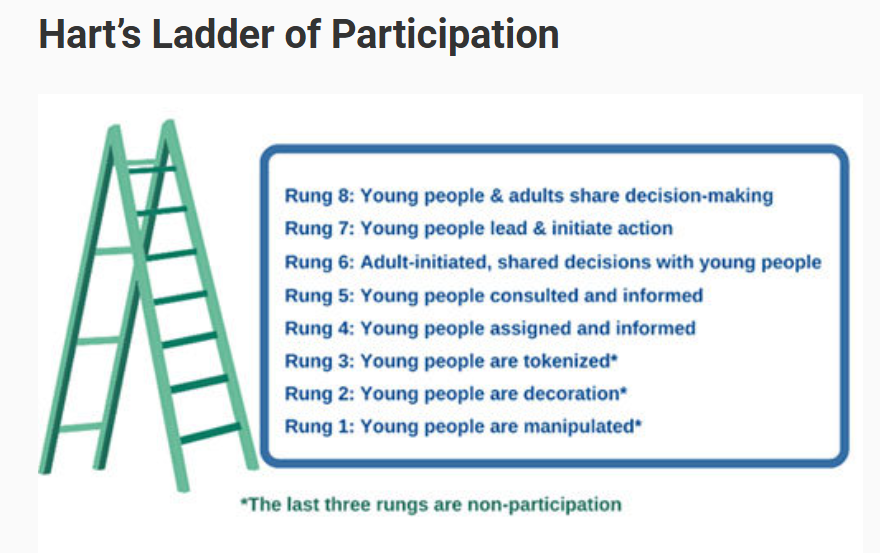 Hart’s Ladder of Participation
Rung 8: Young people & adults share decision-making
Rung 7: Young people lead & initiate action
Rung 6: Adult-initiated, shared decisions with young people
Rung 5: Young people consulted and informed
Rung 4: Young people assigned and informed
Rung 3: Young people are tokenized*
Rung 2: Young people are decoration*
Rung 1: Young people are manipulated*
*The last three rungs are non-participation